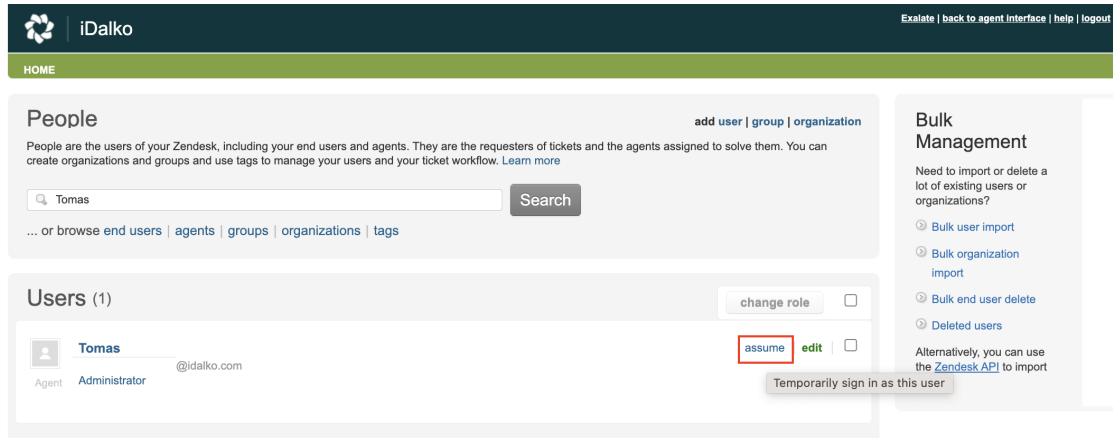 iDalko
Exalate | back to agent interface | help | logout
HOME
People
add user | group | organization
People are the users of your Zendesk, including your end users and agents. They are the requesters of tickets and the agents assigned to solve them. You can
create organizations and groups and use tags to manage your users and your ticket workflow. Learn more
Tomas
Search
... or browse end users | agents | groups | organizations | tags
Users (1)
change role
Tomas
@idalko.com
Agent
Administrator
assume
edit
Temporarily sign in as this user
Bulk
Management
Need to import or delete a
lot of existing users or
organizations?
Bulk user import
Bulk organization
import
Bulk end user delete
Deleted users
Alternatively, you can use
the Zendesk API to import